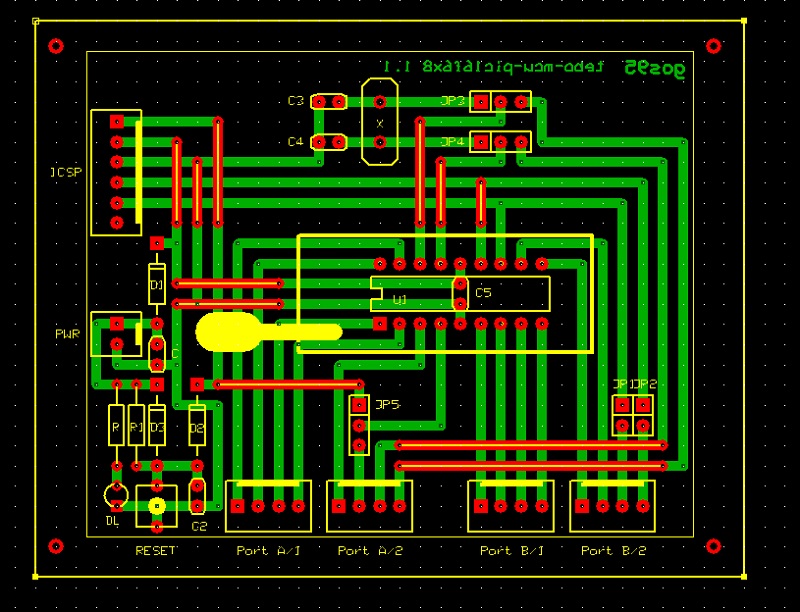 gos95 tebo-mcu-pic16f6x8 1.1
C3
JP3
X
C4
JP4
ICSP
D1
C5
U1
PWR
C
JP1
JP2
JP5
R
R1
D3
D2
DL
C2
RESET
Port A/1
Port A/2
Port B/1
Port B/2